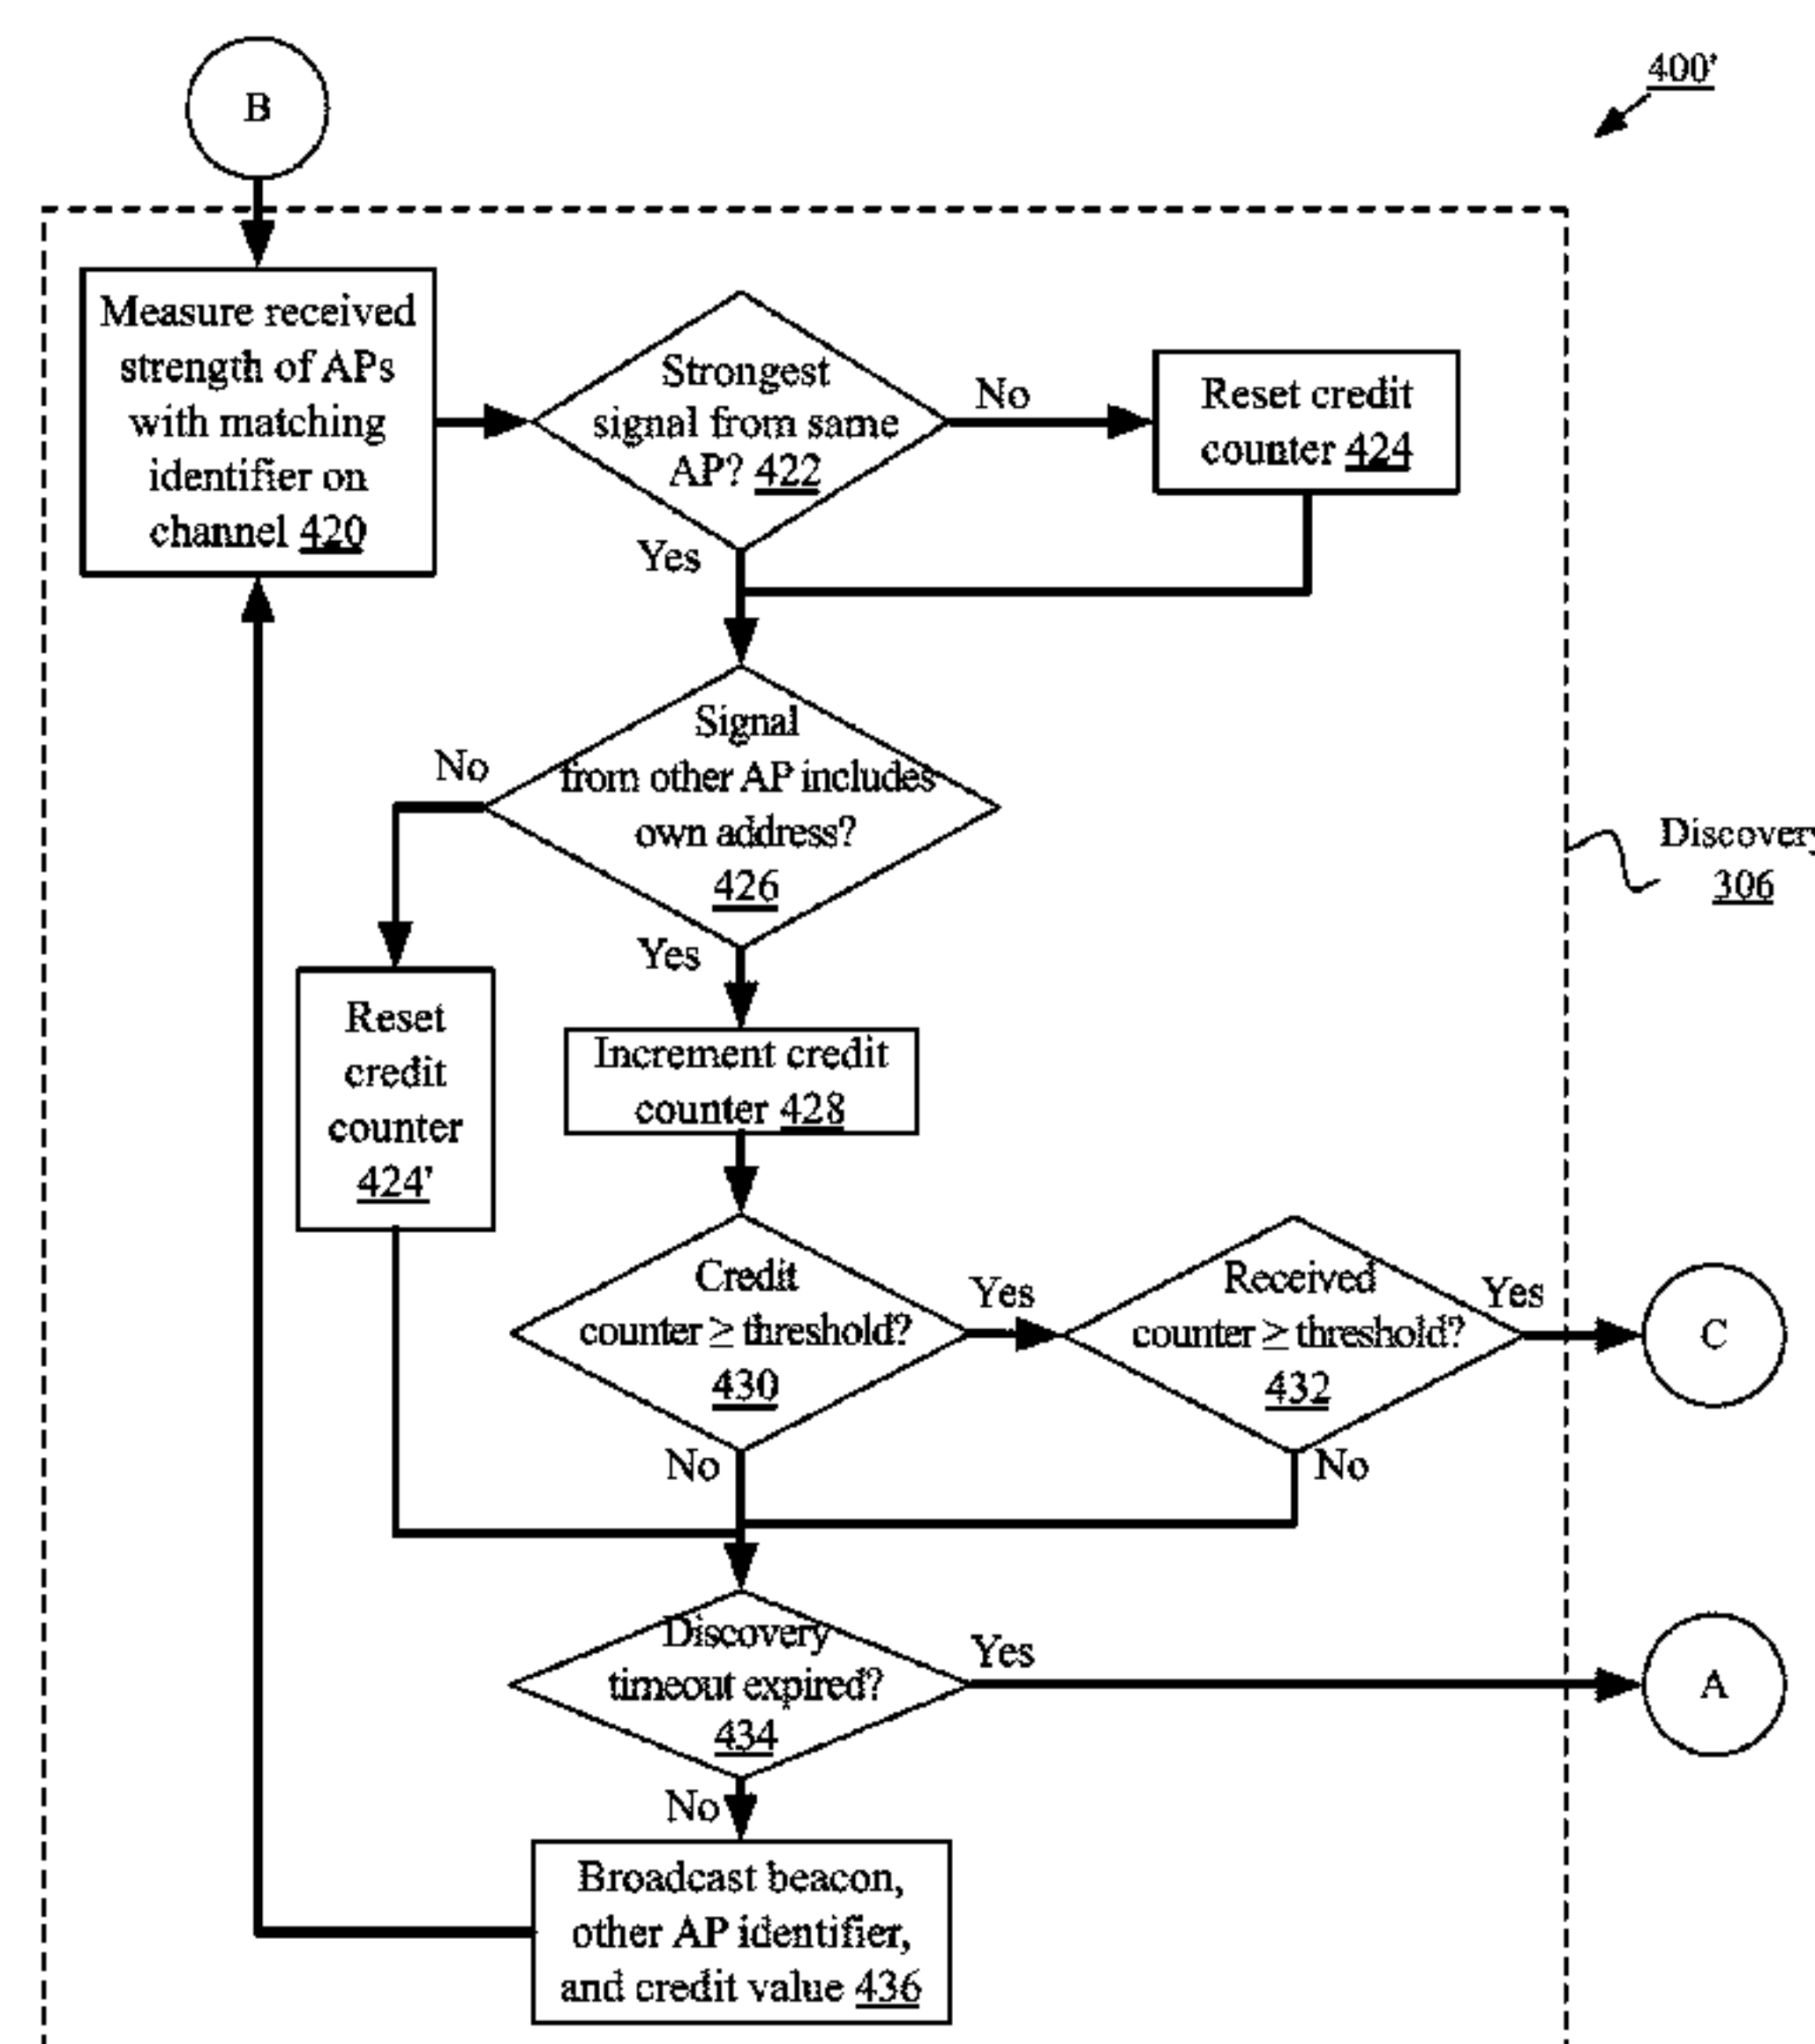 B
400'
Measure received
strength of APs
with matching
identifier on
channel 420
Strongest
signal from same
AP? 422
No
Reset credit
counter 424
Yes
Signal
from other AP includes
own address?
426
No
Discovery
306
Yes
Reset
credit
counter
424'
Increment credit
counter 428
Credit
counter ≥ threshold?
430
Yes
Received
counter ≥ threshold?
432
Yes
C
No
No
Discovery
timeout expired?
434
Yes
A
No
Broadcast beacon,
other AP identifier,
and credit value 436